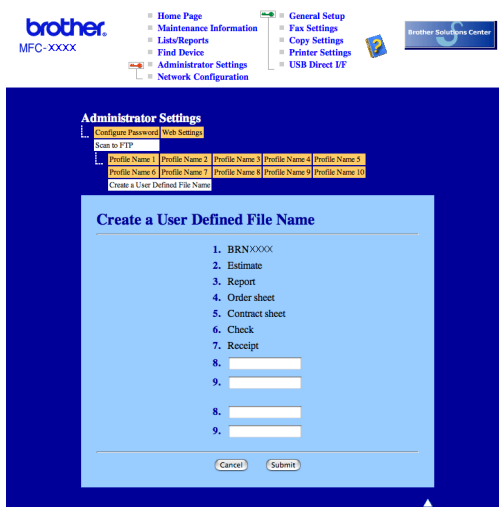 brother.
MFC-XXXX
Home Page
Maintenance Information
Lists/Reports
Find Device
Administrator Settings
Network Configuration
General Setup
Fax Settings
Copy Settings
Printer Settings
USB Direct I/F
Brother Solutions Center
Administrator Settings
Configure Password Web Settings
Scan to FTP
Profile Name 1 Profile Name 2 Profile Name 3 Profile Name 4 Profile Name 5
Profile Name 6 Profile Name 7 Profile Name 8 Profile Name 9 Profile Name 10
Create a User Defined File Name
Create a User Defined File Name
1. BRNXXXX
2. Estimate
3. Report
4. Order sheet
5. Contract sheet
6. Check
7. Receipt
8.
9.
8.
9.
Cancel Submit